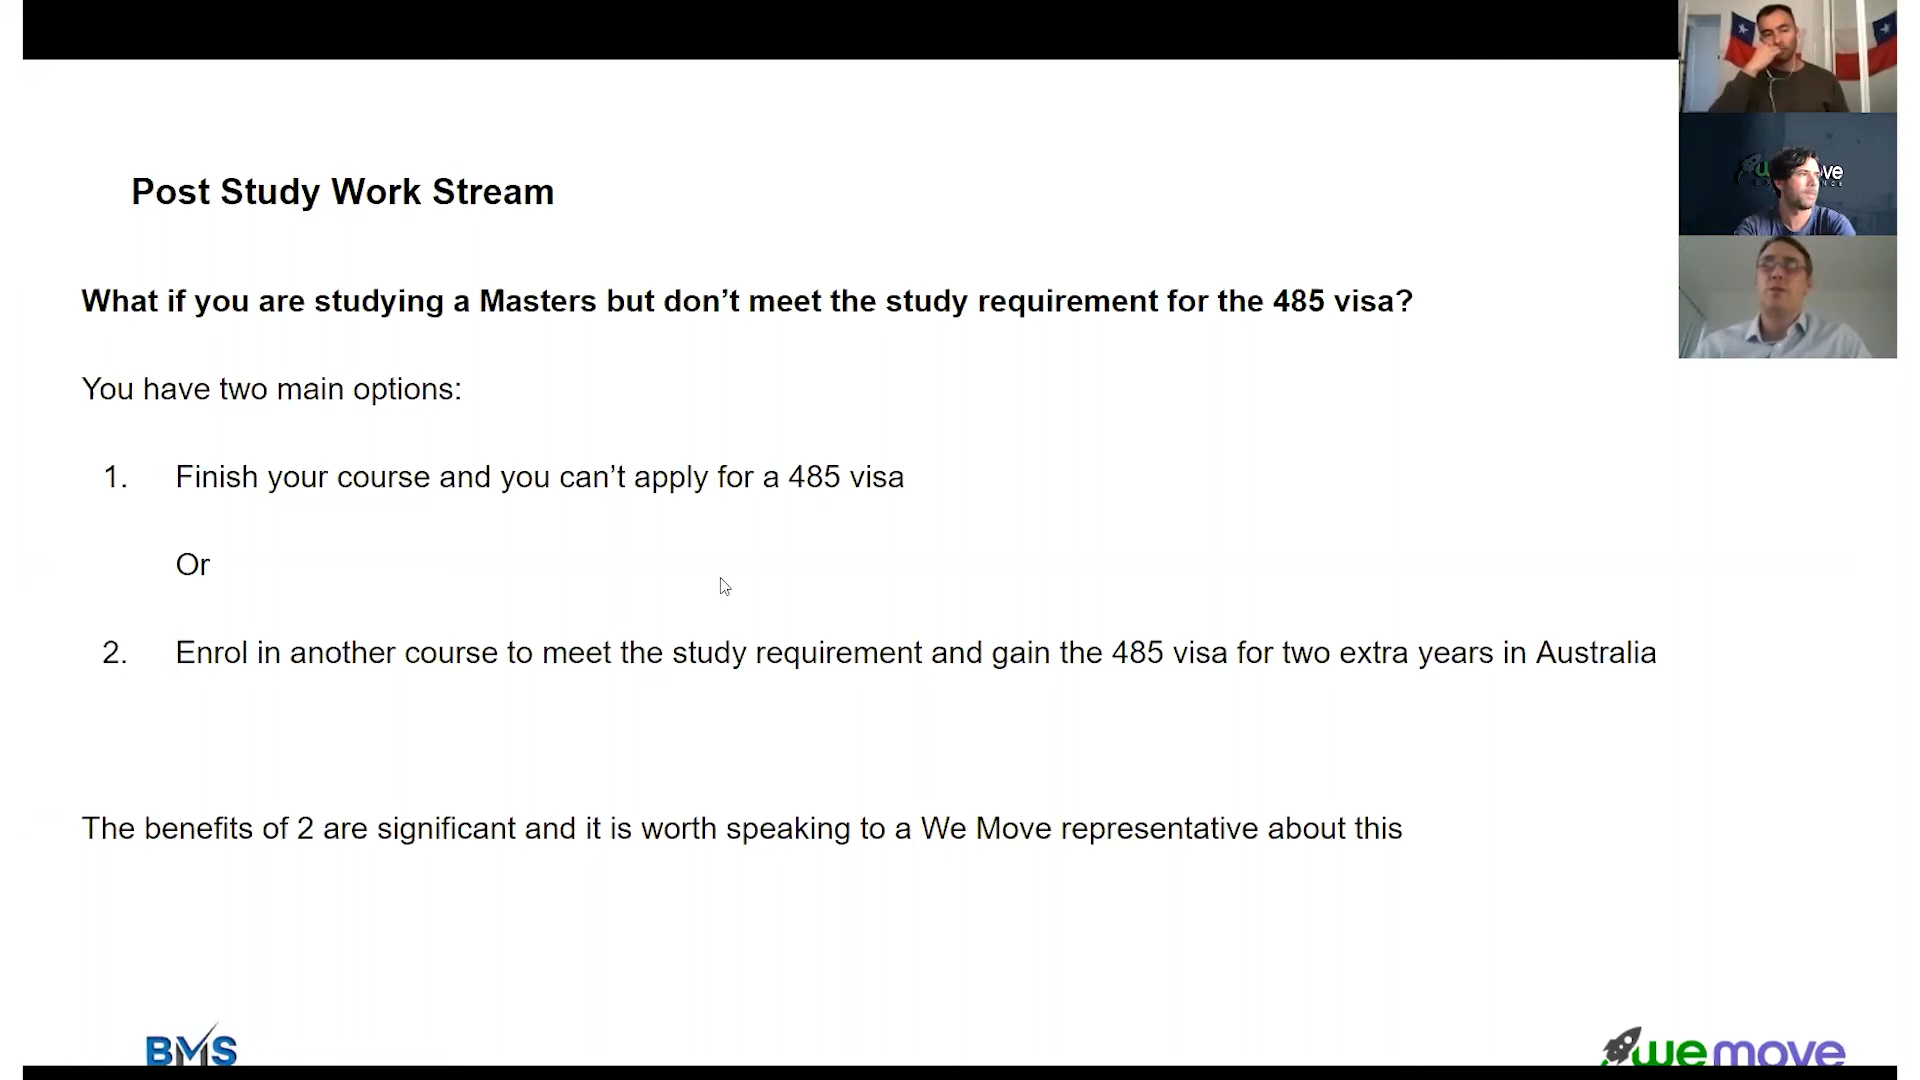 Post Study Work Stream
What if you are studying a Masters but don’t meet the study requirement for the 485 visa?
You have two main options:
1. Finish your course and you can’t apply for a 485 visa
Or
2. Enrol in another course to meet the study requirement and gain the 485 visa for two extra years in Australia
The benefits of 2 are significant and it is worth speaking to a We Move representative about this
BMS
we move